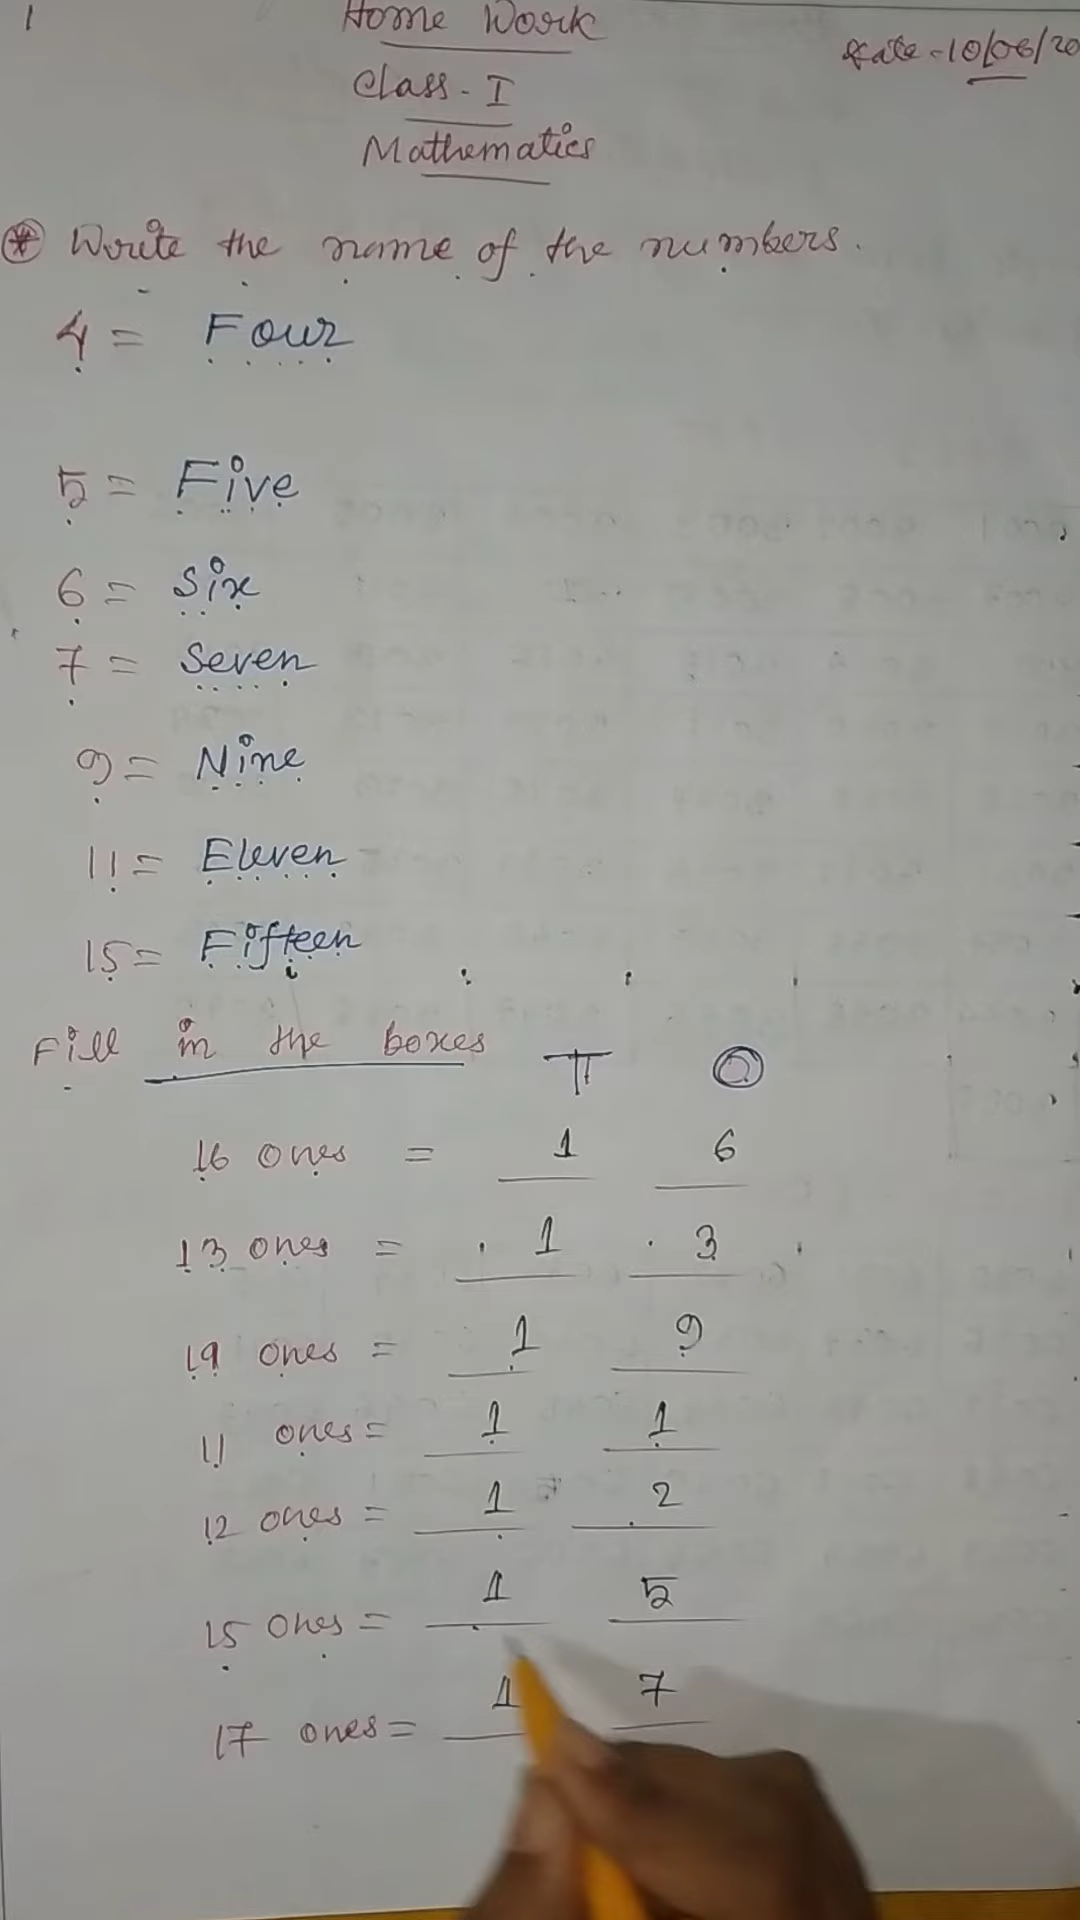 1
Home Work
Date - 10/06/20
Class - I
Mathematics
* Write the name of the numbers.
4 = Four
5 = Five
6 = Six
7 = Seven
9 = Nine
11 = Eleven
15 = Fifteen
Fill in the boxes T O
16 ones = 1 6
13 ones = 1 3
19 ones = 1 9
11 ones = 1 1
12 ones = 1 2
15 ones = 1 5
17 ones = 1 7